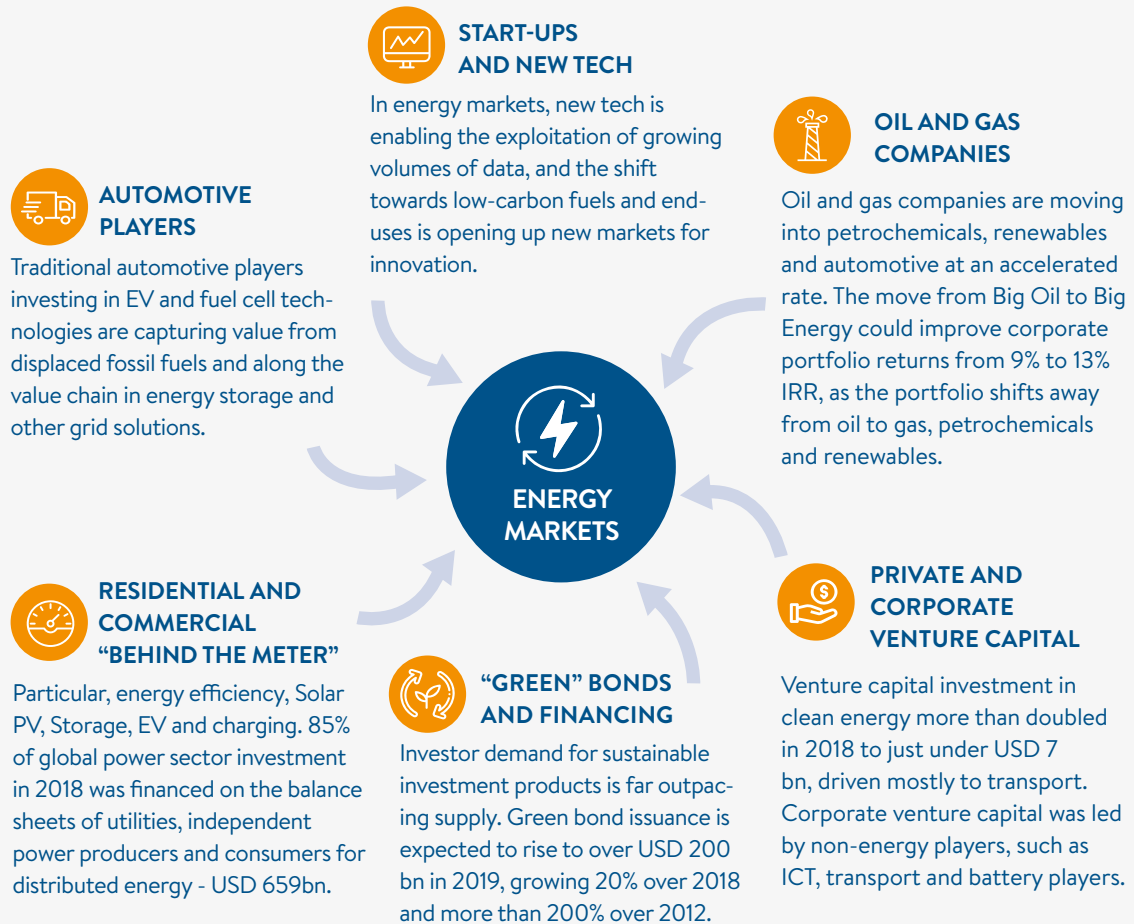 START-UPS
AND NEW TECH
In energy markets, new tech is
enabling the exploitation of growing
volumes of data, and the shift
towards low-carbon fuels and end-
uses is opening up new markets for
innovation.
OIL AND GAS
COMPANIES
Oil and gas companies are moving
into petrochemicals, renewables
and automotive at an accelerated
rate. The move from Big Oil to Big
Energy could improve corporate
portfolio returns from 9% to 13%
IRR, as the portfolio shifts away
from oil to gas, petrochemicals
and renewables.
AUTOMOTIVE
PLAYERS
Traditional automotive players
investing in EV and fuel cell tech-
nologies are capturing value from
displaced fossil fuels and along the
value chain in energy storage and
other grid solutions.
ENERGY
MARKETS
RESIDENTIAL AND
COMMERCIAL
“BEHIND THE METER”
Particular, energy efficiency, Solar
PV, Storage, EV and charging. 85%
of global power sector investment
in 2018 was financed on the balance
sheets of utilities, independent
power producers and consumers for
distributed energy - USD 659bn.
“GREEN” BONDS
AND FINANCING
Investor demand for sustainable
investment products is far outpac-
ing supply. Green bond issuance is
expected to rise to over USD 200
bn in 2019, growing 20% over 2018
and more than 200% over 2012.
$
PRIVATE AND
CORPORATE
VENTURE CAPITAL
Venture capital investment in
clean energy more than doubled
in 2018 to just under USD 7
bn, driven mostly to transport.
Corporate venture capital was led
by non-energy players, such as
ICT, transport and battery players.